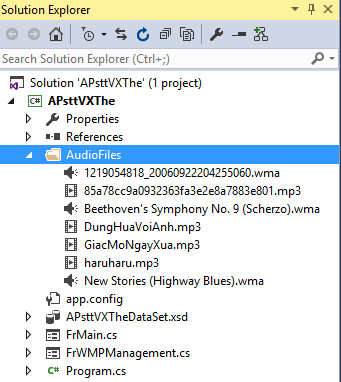 Solution Explorer
Search Solution Explorer (Ctrl+;)
Solution 'APsttVXThe' (1 project)
C# APsttVXThe
Properties
References
AudioFiles
1219054818_20060922204255060.wma
85a78cc9a0932363fa3e2e8a7883e801.mp3
Beethoven's Symphony No. 9 (Scherzo).wma
DungHuaVoiAnh.mp3
GiacMoNgayXua.mp3
haruharu.mp3
New Stories (Highway Blues).wma
app.config
APsttVXTheDataSet.xsd
FrMain.cs
FrWMPManagement.cs
C# Program.cs